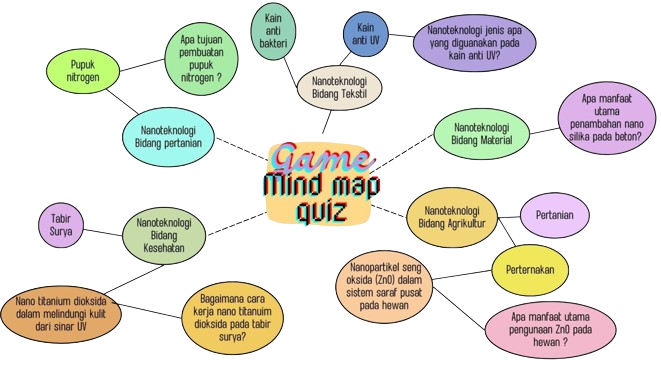 Kain
anti
bakteri
Kain
anti UV
Nanoteknologi jenis apa
yang diguanakan pada
kain anti UV?
Apa tujuan
pembuatan
pupuk
nitrogen ?
Pupuk
nitrogen
Nanoteknologi
Bidang Tekstil
Nanoteknologi
Bidang pertanian
Nanoteknologi
Bidang Material
Apa manfaat
utama
penambahan nano
silika pada beton?
Game
Mind map
quiz
Tabir
Surya
Nanoteknologi
Bidang
Kesehatan
Nanoteknologi
Bidang Agrikultur
Pertanian
Perternakan
Nanopartikel seng
oksida (ZnO) dalam
sistem saraf pusat
pada hewan
Nano titanium dioksida
dalam melindungi kulit
dari sinar UV
Bagaimana cara
kerja nano titanuim
dioksida pada tabir
surya?
Apa manfaat utama
pengunaan ZnO pada
hewan ?